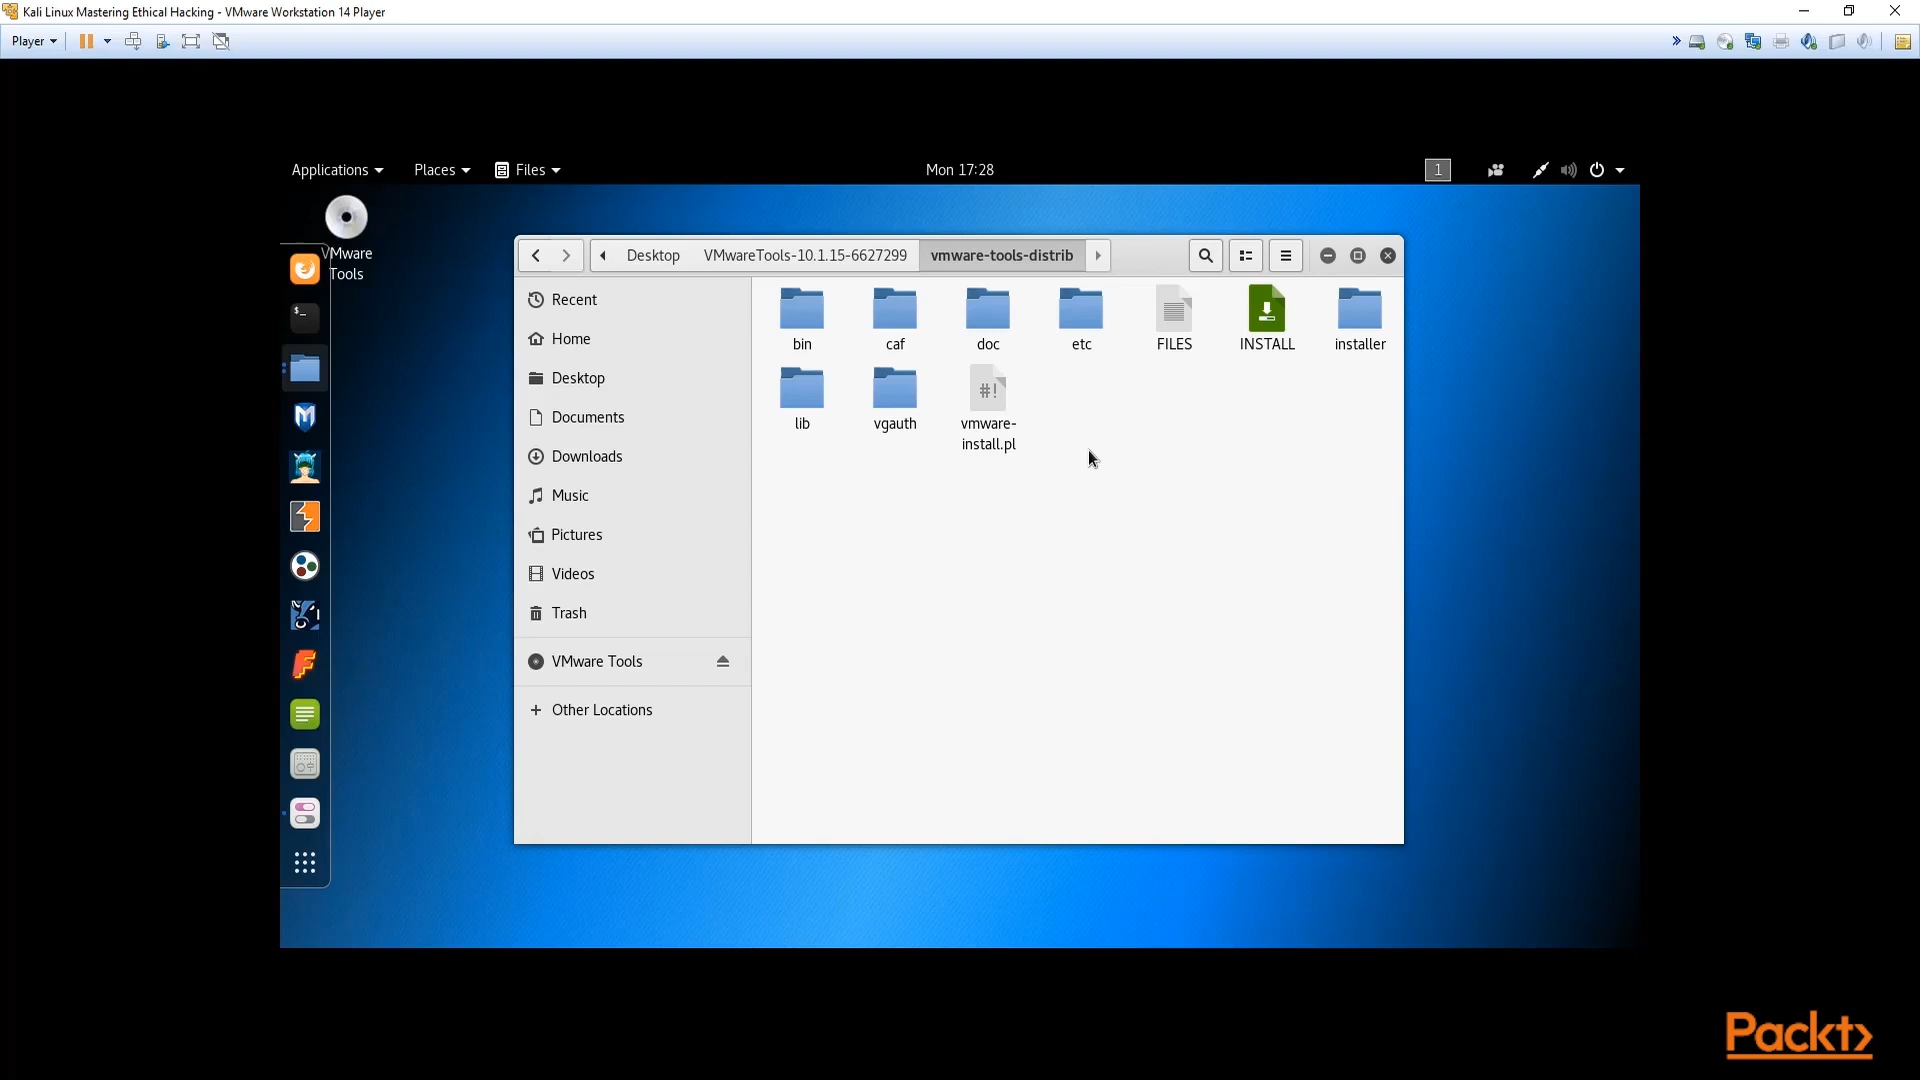 Kali Linux Mastering Ethical Hacking - VMware Workstation 14 Player
Player
Applications Places Files Mon 17:28 1
VMware
Tools
Desktop VMwareTools-10.1.15-6627299 vmware-tools-distrib
Recent
Home
Desktop
Documents
Downloads
Music
Pictures
Videos
Trash
VMware Tools
Other Locations
bin caf doc etc FILES INSTALL installer
lib vgauth vmware-
install.pl
#!
$_
Packt>